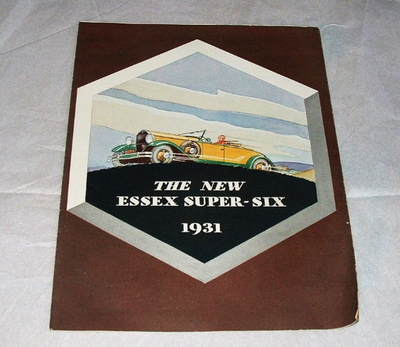 THE NEW
ESSEX SUPER-SIX
1931